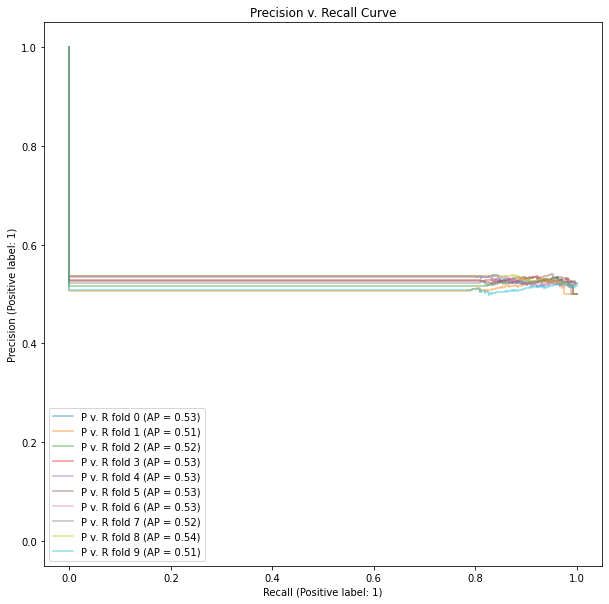 Precision v. Recall Curve
Precision (Positive label: 1)
1.0
0.8
0.6
0.4
0.2
0.0
P v. R fold 0 (AP = 0.53)
P v. R fold 1 (AP = 0.51)
P v. R fold 2 (AP = 0.52)
P v. R fold 3 (AP = 0.53)
P v. R fold 4 (AP = 0.53)
P v. R fold 5 (AP = 0.53)
P v. R fold 6 (AP = 0.53)
P v. R fold 7 (AP = 0.52)
P v. R fold 8 (AP = 0.54)
P v. R fold 9 (AP = 0.51)
0.0 0.2 0.4 0.6 0.8 1.0
Recall (Positive label: 1)